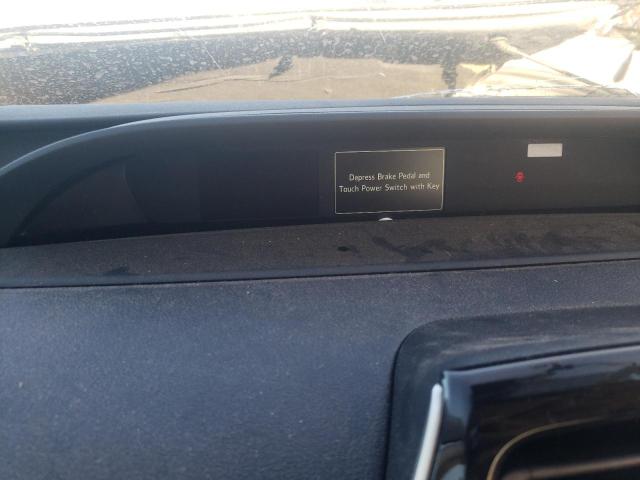 Depress Brake Pedal and
Touch Power Switch with Key